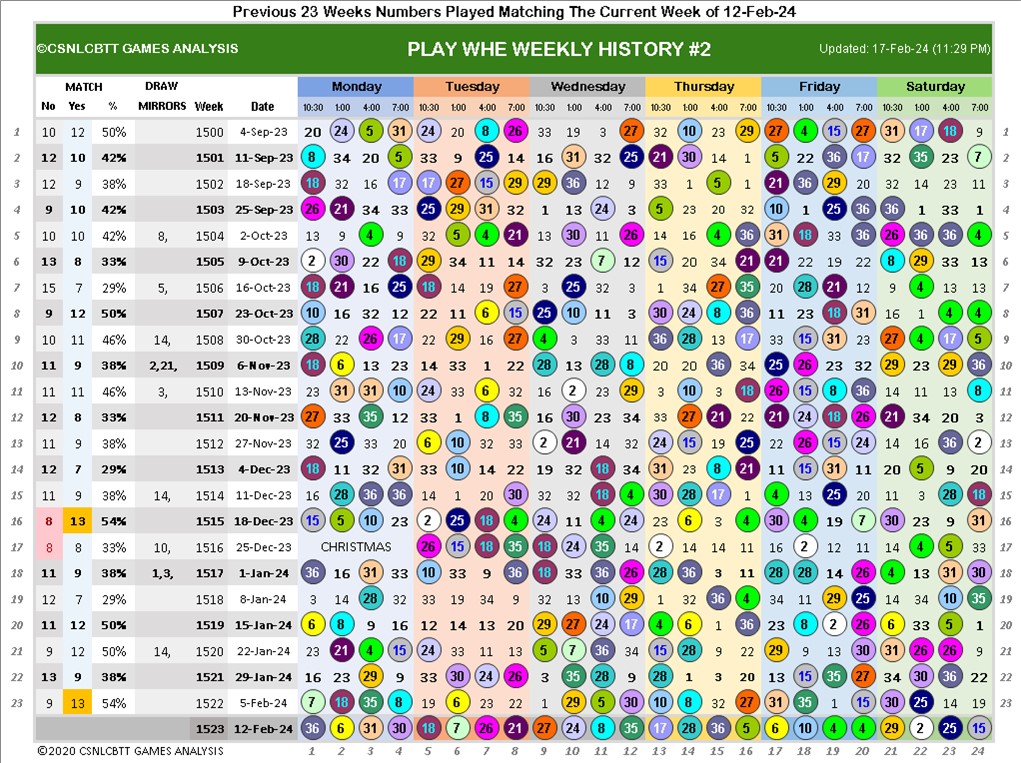 Previous 23 Weeks Numbers Played Matching The Current Week of 12-Feb-24
©CSNLCBTT GAMES ANALYSIS PLAY WHE WEEKLY HISTORY #2 Updated: 17-Feb-24 (11:29 PM)
MATCH DRAW Monday Tuesday Wednesday Thursday Friday Saturday
No Yes % MIRRORS Week Date 10:30 1:00 4:00 7:00 10:30 1:00 4:00 7:00 10:30 1:00 4:00 7:00 10:30 1:00 4:00 7:00 10:30 1:00 4:00 7:00 10:30 1:00 4:00 7:00
1 10 12 50% 1500 4-Sep-23 20 24 5 31 24 20 8 26 33 19 3 27 32 10 23 29 27 4 15 27 31 17 18 9 1
2 12 10 42% 1501 11-Sep-23 8 34 20 5 33 9 25 14 16 31 32 25 21 30 14 1 5 22 36 17 32 35 23 7 2
3 12 9 38% 1502 18-Sep-23 18 32 16 17 17 27 15 29 29 36 12 9 33 1 5 1 21 36 29 20 32 14 23 11 3
4 9 10 42% 1503 25-Sep-23 26 21 34 33 25 29 31 32 1 13 24 3 5 23 20 32 10 1 25 36 36 1 33 1 4
5 10 10 42% 8, 1504 2-Oct-23 13 9 4 9 32 5 4 21 13 30 11 26 14 16 4 36 31 18 33 36 26 36 36 4 5
6 13 8 33% 1505 9-Oct-23 2 30 22 18 29 34 11 14 32 23 7 12 15 20 34 21 21 22 19 22 8 29 33 13 6
7 15 7 29% 5, 1506 16-Oct-23 18 21 16 25 18 14 19 27 3 25 32 3 1 34 27 35 20 28 21 12 9 4 13 13 7
8 9 12 50% 1507 23-Oct-23 10 16 32 12 22 11 6 15 25 10 11 3 30 24 8 36 11 23 18 31 16 1 4 4 8
9 10 11 46% 14, 1508 30-Oct-23 28 22 26 17 22 29 16 27 4 3 33 11 36 28 13 17 33 15 31 23 29 4 17 5 9
10 11 9 38% 2,21, 1509 6-Nov-23 18 6 13 32 14 33 1 22 28 13 28 8 20 20 36 34 25 26 23 22 29 23 29 36 10
11 11 11 46% 3, 1510 13-Nov-23 23 31 31 10 24 33 6 32 16 2 23 29 3 10 3 18 26 15 8 36 14 3 11 8 11
12 12 8 33% 1511 20-Nov-23 27 33 35 12 33 1 8 35 16 30 23 34 33 27 21 22 21 24 18 26 21 34 20 3 12
13 11 9 38% 1512 27-Nov-23 32 25 33 20 6 10 32 33 2 21 14 32 24 15 19 25 22 26 15 24 14 16 36 2 13
14 12 7 29% 1513 4-Dec-23 18 11 32 31 33 10 14 22 19 32 18 34 31 23 8 21 11 15 31 11 20 5 9 20 14
15 11 9 38% 14, 1514 11-Dec-23 16 28 36 36 14 1 20 30 32 32 18 4 30 28 17 1 4 13 25 20 11 3 28 18 15
16 8 13 54% 1515 18-Dec-23 15 5 10 23 2 25 18 4 24 11 4 24 23 6 3 4 30 4 19 7 30 23 9 31 16
17 8 8 33% 10, 1516 25-Dec-23 CHRISTMAS 26 15 18 35 18 24 35 14 2 14 14 11 16 2 12 11 14 4 5 33 17
18 11 9 38% 1,3, 1517 1-Jan-24 36 16 31 33 10 33 9 36 18 33 36 26 28 36 3 11 28 28 14 26 4 13 31 30 18
19 12 7 29% 1518 8-Jan-24 3 14 28 32 33 19 34 9 32 13 10 29 1 32 36 4 34 11 29 25 14 23 10 35 19
20 11 12 50% 1519 15-Jan-24 6 8 9 16 12 14 13 20 29 27 24 17 4 6 1 36 23 8 2 26 6 33 5 1 20
21 9 12 50% 14, 1520 22-Jan-24 23 21 4 15 24 33 11 13 5 7 36 34 15 28 23 9 29 9 13 30 31 26 26 11 21
22 13 9 38% 1521 29-Jan-24 16 23 29 9 33 30 24 26 3 35 28 9 28 1 3 20 13 15 35 27 34 30 36 22 22
23 9 13 54% 1522 5-Feb-24 7 18 35 8 33 6 23 22 1 29 5 30 16 33 22 27 31 35 1 15 30 25 14 19 23
1523 12-Feb-24 36 6 31 30 18 7 26 21 27 24 8 35 17 28 36 5 10 10 4 4 29 2 25 15
©2020 CSNLCBTT GAMES ANALYSIS 1 2 3 4 5 6 7 8 9 10 11 12 13 14 15 16 17 18 19 20 21 22 23 24